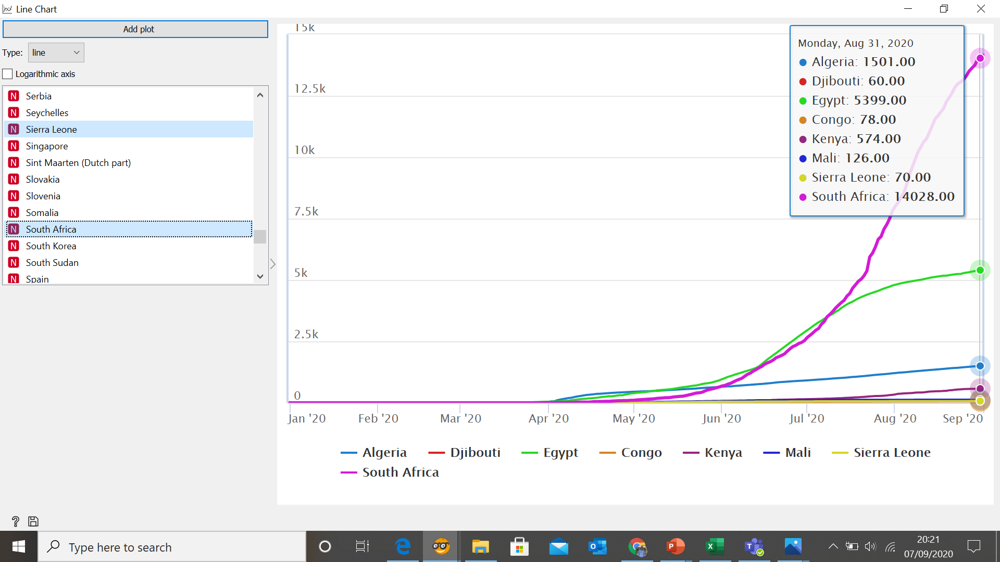 Line Chart
Add plot
Type: line
Logarithmic axis
N Serbia
N Seychelles
N Sierra Leone
N Singapore
N Sint Maarten (Dutch part)
N Slovakia
N Slovenia
N Somalia
N South Africa
N South Korea
N South Sudan
N Spain
15k
12.5k
10k
7.5k
5k
2.5k
0
Monday, Aug 31, 2020
Algeria: 1501.00
Djibouti: 60.00
Egypt: 5399.00
Congo: 78.00
Kenya: 574.00
Mali: 126.00
Sierra Leone: 70.00
South Africa: 14028.00
Jan '20 Feb '20 Mar '20 Apr '20 May '20 Jun '20 Jul '20 Aug '20 Sep '20
Algeria Djibouti Egypt Congo Kenya Mali Sierra Leone
South Africa
?
Type here to search
20:21
07/09/2020